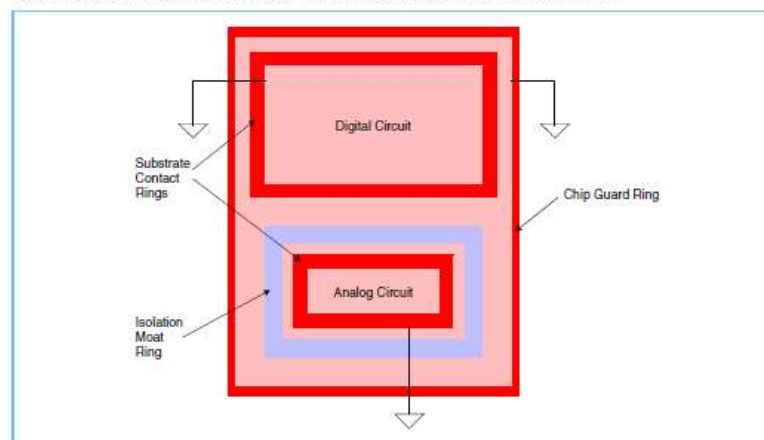 Digital Circuit
Substrate
Contact
Rings
Chip Guard Ring
Analog Circuit
Isolation
Moat
Ring